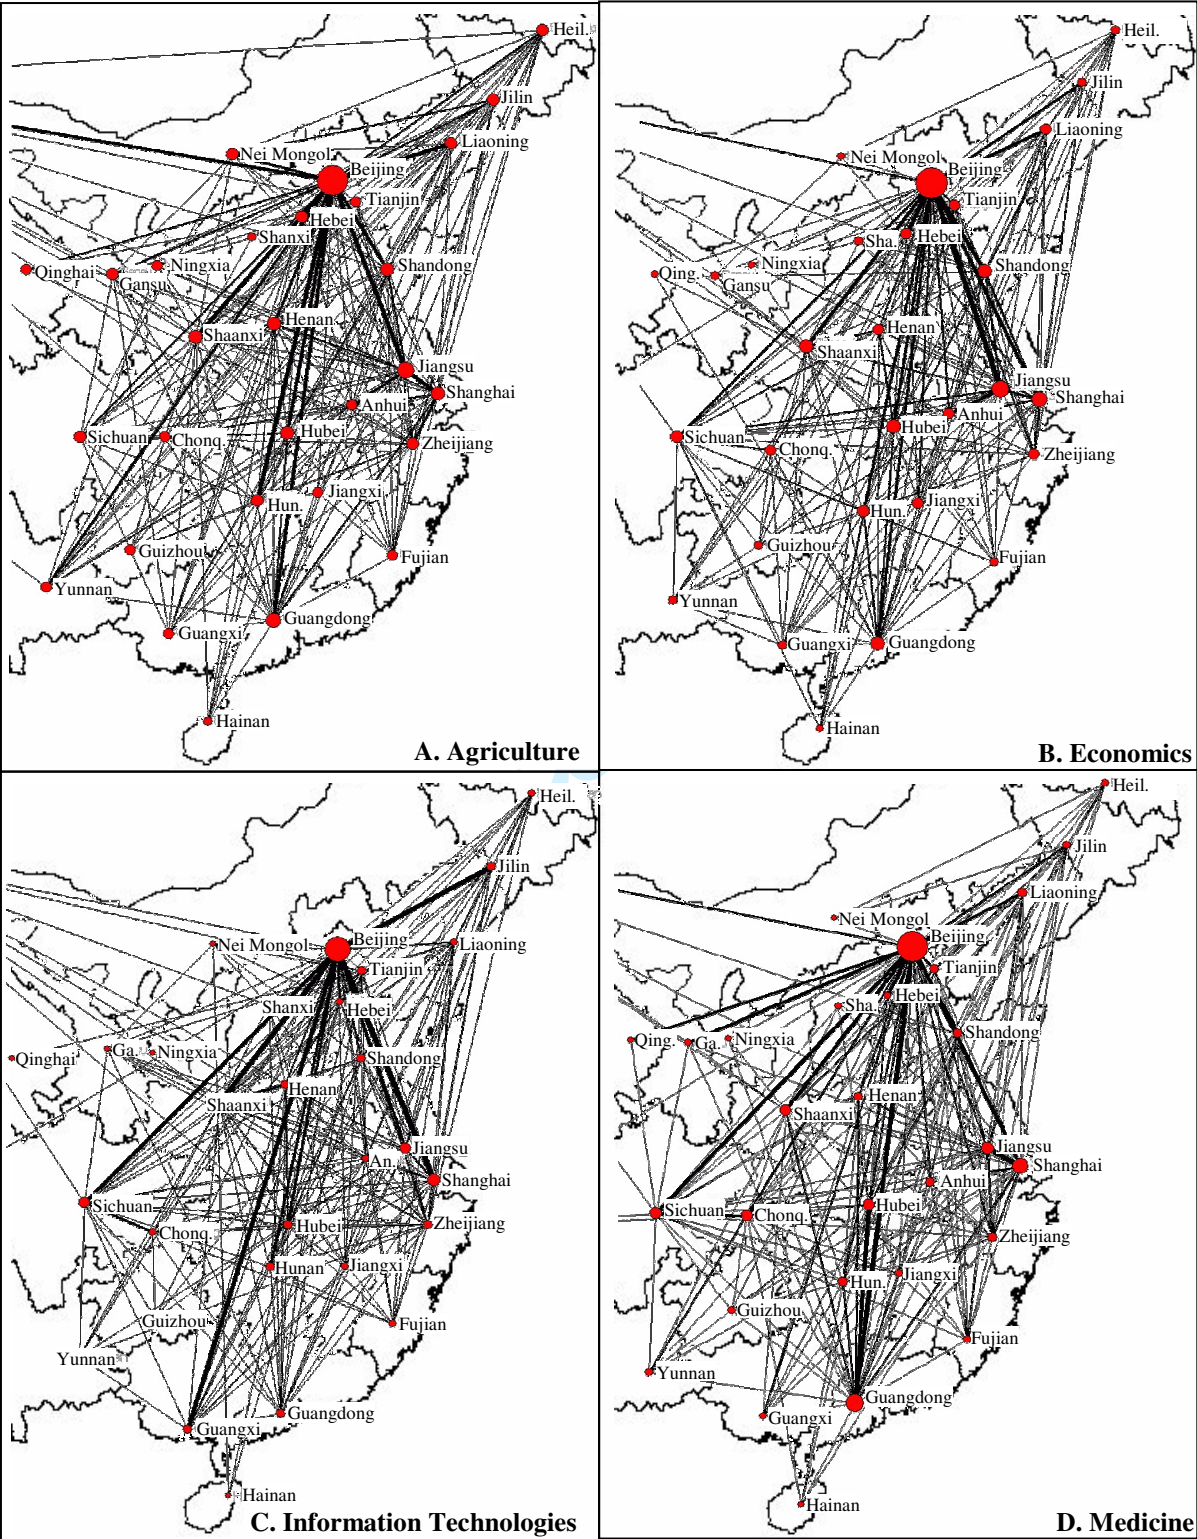 Heil.
Jilin
Liaoning
Nei Mongol
Beijing
Tianjin
Hebei
Shanxi
Qinghai
Gansu
Ningxia
Shandong
Henan
Shaanxi
Jiangsu
Shanghai
Anhui
Sichuan
Chonq.
Hubei
Zheijiang
Jiangxi
Hun.
Guizhou
Fujian
Yunnan
Guangdong
Guangxi
Hainan
A. Agriculture
Heil.
Jilin
Liaoning
Nei Mongol
Beijing
Tianjin
Hebei
Sha.
Qing.
Gansu
Ningxia
Shandong
Henan
Shaanxi
Jiangsu
Shanghai
Anhui
Hubei
Sichuan
Chonq.
Zheijiang
Jiangxi
Hun.
Guizhou
Fujian
Yunnan
Guangxi
Guangdong
Hainan
B. Economics
Heil.
Jilin
Nei Mongol
Beijing
Liaoning
Tianjin
Shanxi
Hebei
Qinghai
Ga.
Ningxia
Shandong
Henan
Shaanxi
Jiangsu
An.
Shanghai
Sichuan
Chonq.
Hubei
Zheijiang
Hunan
Jiangxi
Guizhou
Fujian
Yunnan
Guangdong
Guangxi
Hainan
C. Information Technologies
Heil.
Jilin
Liaoning
Nei Mongol
Beijing
Tianjin
Hebei
Sha.
Qing.
Ga.
Ningxia
Shandong
Henan
Shaanxi
Jiangsu
Shanghai
Anhui
Sichuan
Chonq.
Hubei
Zheijiang
Hun.
Jiangxi
Guizhou
Fujian
Yunnan
Guangdong
Guangxi
Hainan
D. Medicine